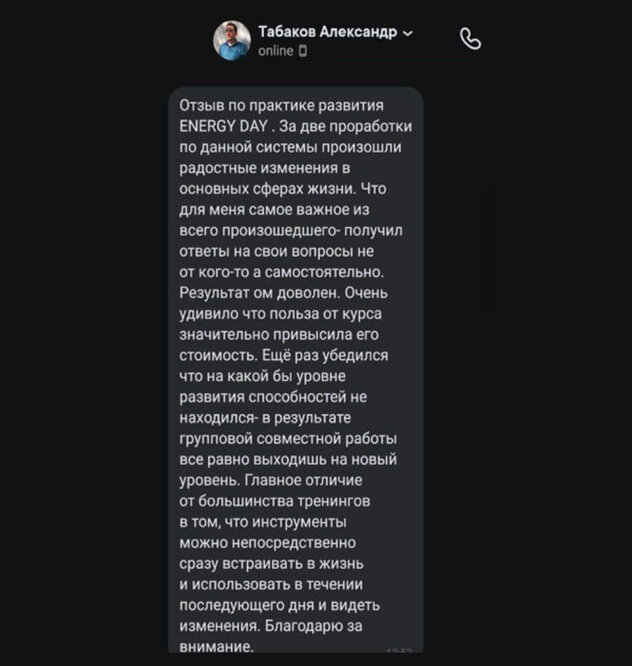 Табаков Александр
online
Отзыв по практике развития
ENERGY DAY . За две проработки
по данной системы произошли
радостные изменения в
основных сферах жизни. Что
для меня самое важное из
всего произошедшего- получил
ответы на свои вопросы не
от кого-то а самостоятельно.
Результат ом доволен. Очень
удивило что польза от курса
значительно привысила его
стоимость. Ещё раз убедился
что на какой бы уровне
развития способностей не
находился- в результате
групповой совместной работы
все равно выходишь на новый
уровень. Главное отличие
от большинства тренингов
в том, что инструменты
можно непосредственно
сразу встраивать в жизнь
и использовать в течении
последующего дня и видеть
изменения. Благодарю за
внимание.